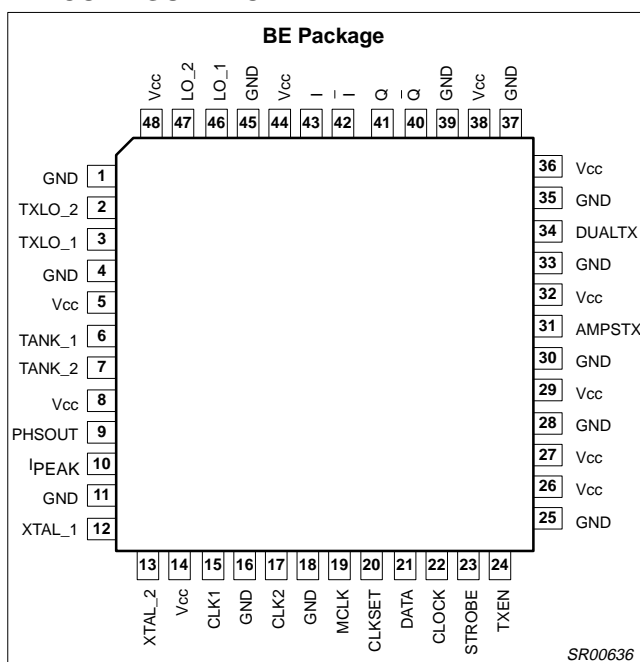 BE Package
Vcc LO_2 LO_1 GND Vcc I I̅ Q Q̅ GND Vcc GND
48 47 46 45 44 43 42 41 40 39 38 37
GND 1
TXLO_2 2
TXLO_1 3
GND 4
Vcc 5
TANK_1 6
TANK_2 7
Vcc 8
PHSOUT 9
IPEAK 10
GND 11
XTAL_1 12
36 Vcc
35 GND
34 DUALTX
33 GND
32 Vcc
31 AMPSTX
30 GND
29 Vcc
28 GND
27 Vcc
26 Vcc
25 GND
13 14 15 16 17 18 19 20 21 22 23 24
XTAL_2 Vcc CLK1 GND CLK2 GND MCLK CLKSET DATA CLOCK STROBE TXEN
SR00636